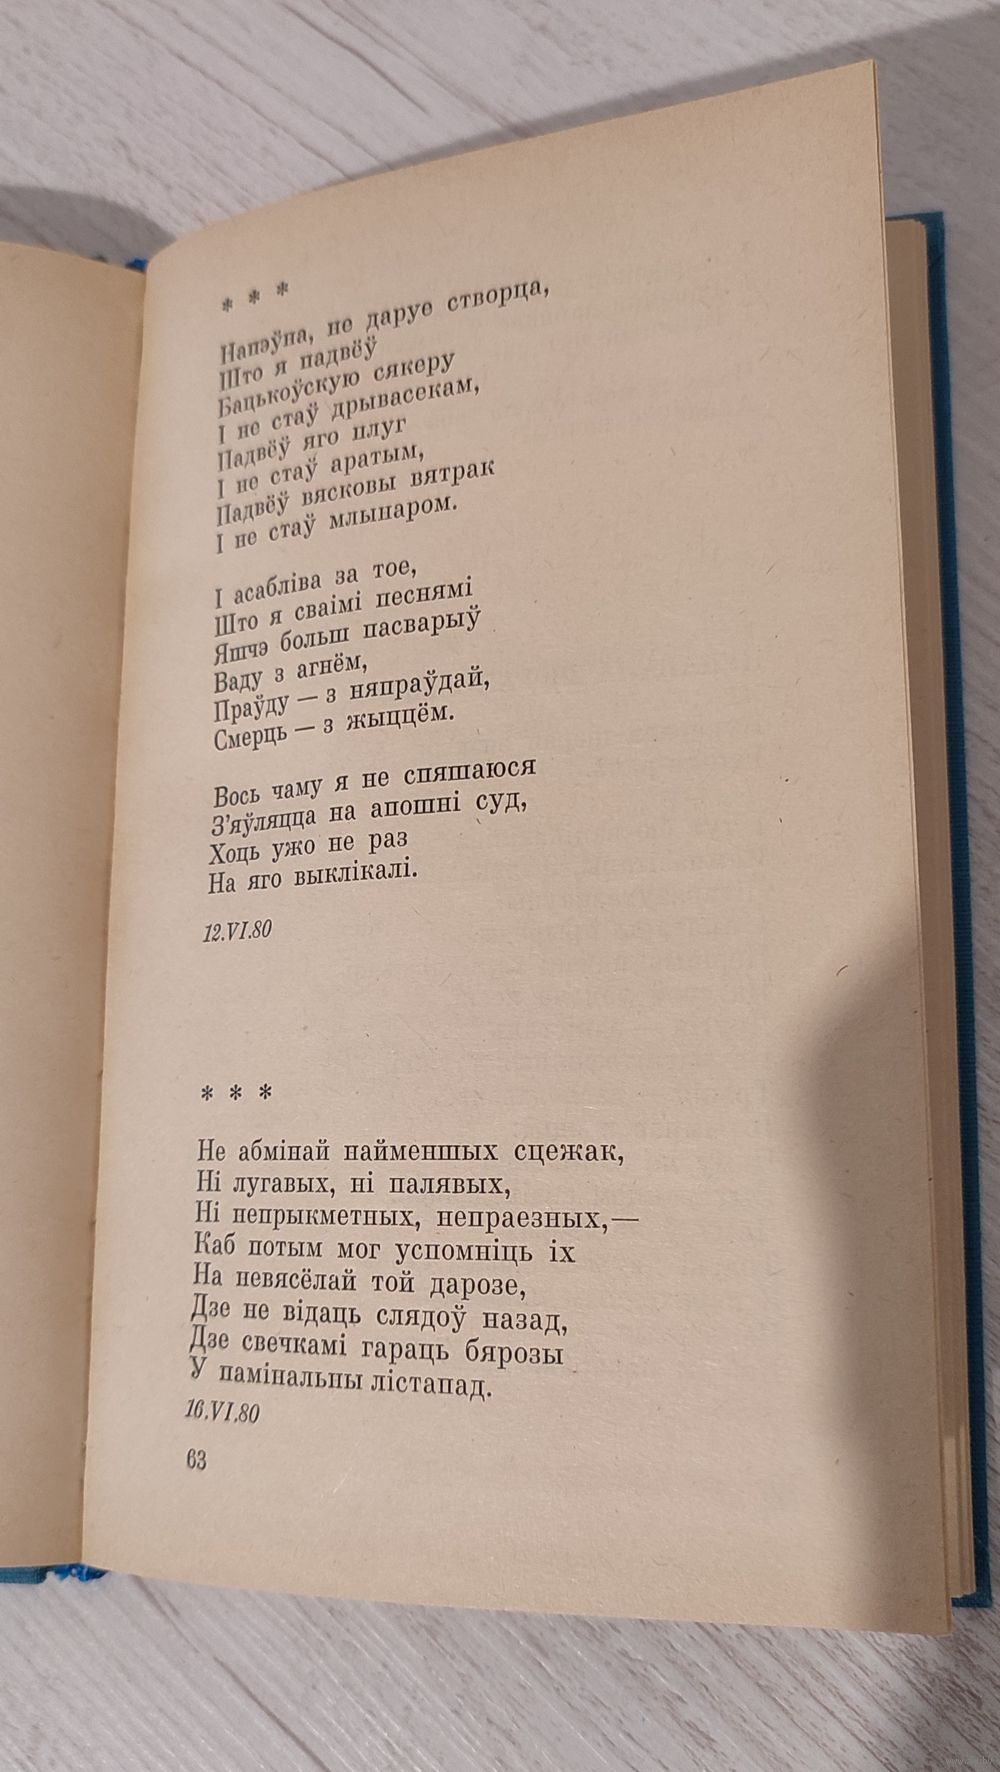 * * *
Напэўна, не даруе створца,
Што я падвёў
Бацькоўскую сякеру
І не стаў дрывасекам,
Падвёў яго плуг
І не стаў аратым,
Падвёў вясковы вятрак
І не стаў млынаром.
І асабліва за тое,
Што я сваімі песнямі
Яшчэ больш пасварыў
Ваду з агнём,
Праўду — з няпраўдай,
Смерць — з жыццём.
Вось чаму я не спяшаюся
З’яўляцца на апошні суд,
Хоць ужо не раз
На яго выклікалі.
12.VI.80
* * *
Не абмінай найменшых сцежак,
Ні лугавых, ні палявых,
Ні непрыкметных, непраезных,—
Каб потым мог успомніць іх
На невясёлай той дарозе,
Дзе не відаць слядоў назад,
Дзе свечкамі гараць бярозы
У памінальны лістапад.
16.VI.80
63